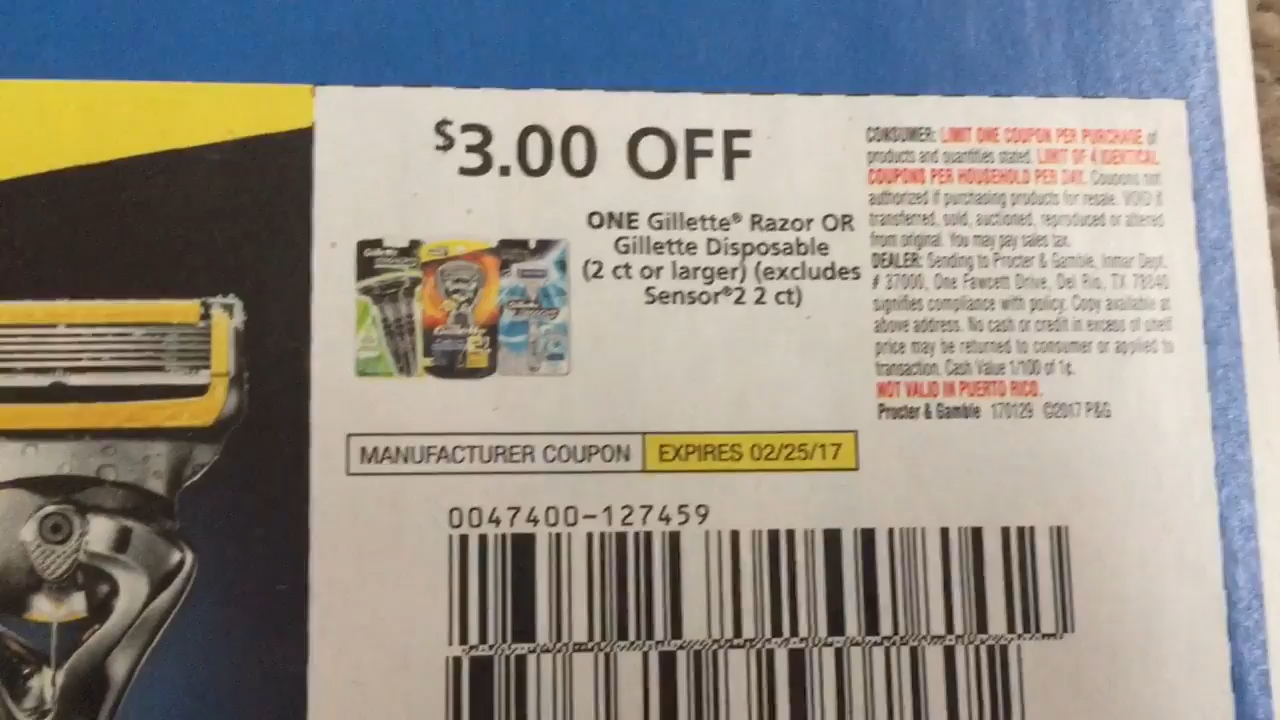 $3.00 OFF
ONE Gillette® Razor OR
Gillette Disposable
(2 ct or larger) (excludes
Sensor®2 2 ct)
CONSUMER: LIMIT ONE COUPON PER PURCHASE of
products and quantities stated. LIMIT OF 4 IDENTICAL
COUPONS PER HOUSEHOLD PER DAY. Coupons not
authorized if purchasing products for resale. VOID if
transferred, sold, auctioned, reproduced or altered
from original. You may pay sales tax.
DEALER: Sending to Procter & Gamble, Inmar Dept.
# 37000, One Fawcett Drive, Del Rio, TX 78840
signifies compliance with policy. Copy available at
above address. No cash or credit in excess of shelf
price may be returned to consumer or applied to
transaction. Cash Value 1/100 of 1¢.
NOT VALID IN PUERTO RICO.
Procter & Gamble 170129 ©2017 P&G
Gillette
Gillette
MANUFACTURER COUPON EXPIRES 02/25/17
0047400-127459